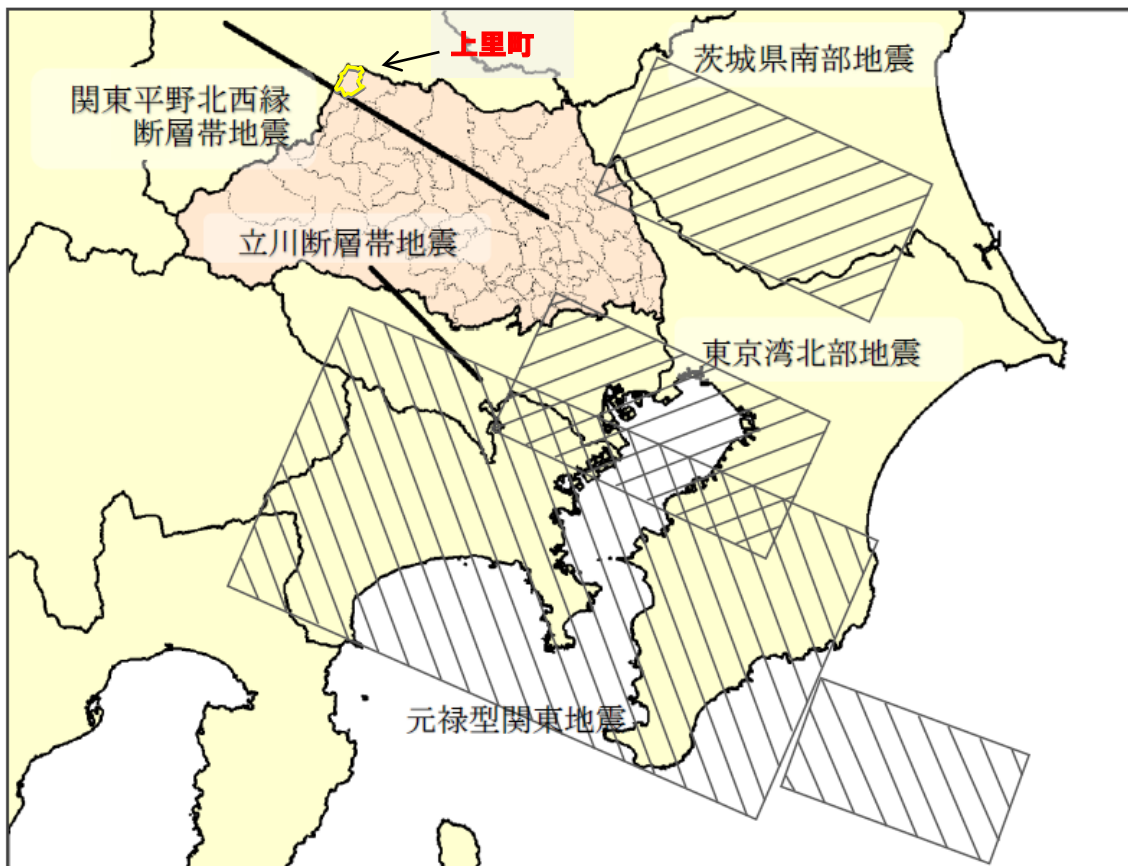 上里町
茨城県南部地震
関東平野北西縁
断層帯地震
立川断層帯地震
東京湾北部地震
元禄型関東地震